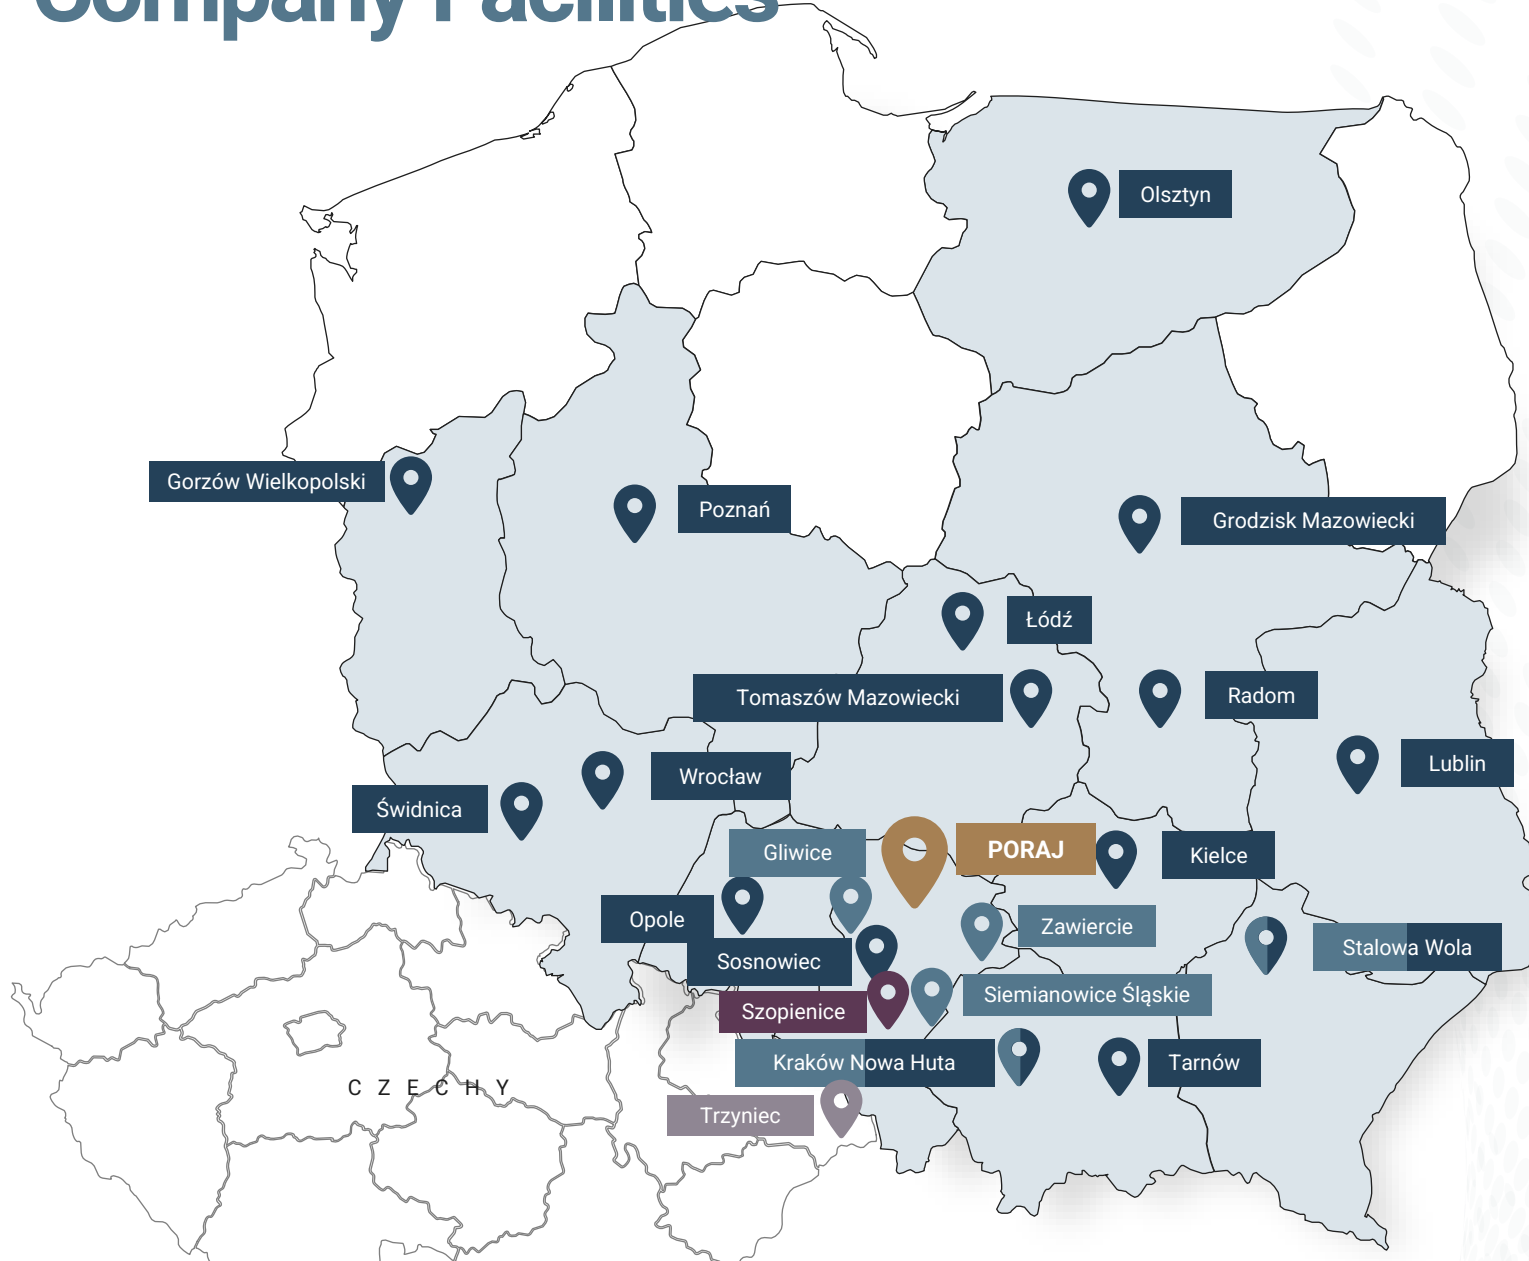 Company Facilities
Olsztyn
Gorzów Wielkopolski
Poznań
Grodzisk Mazowiecki
Łódź
Tomaszów Mazowiecki
Radom
Wrocław
Lublin
Świdnica
Gliwice
PORAJ
Kielce
Opole
Zawiercie
Stalowa Wola
Sosnowiec
Siemianowice Śląskie
Szopienice
Kraków Nowa Huta
Tarnów
CZECHY
Trzyniec